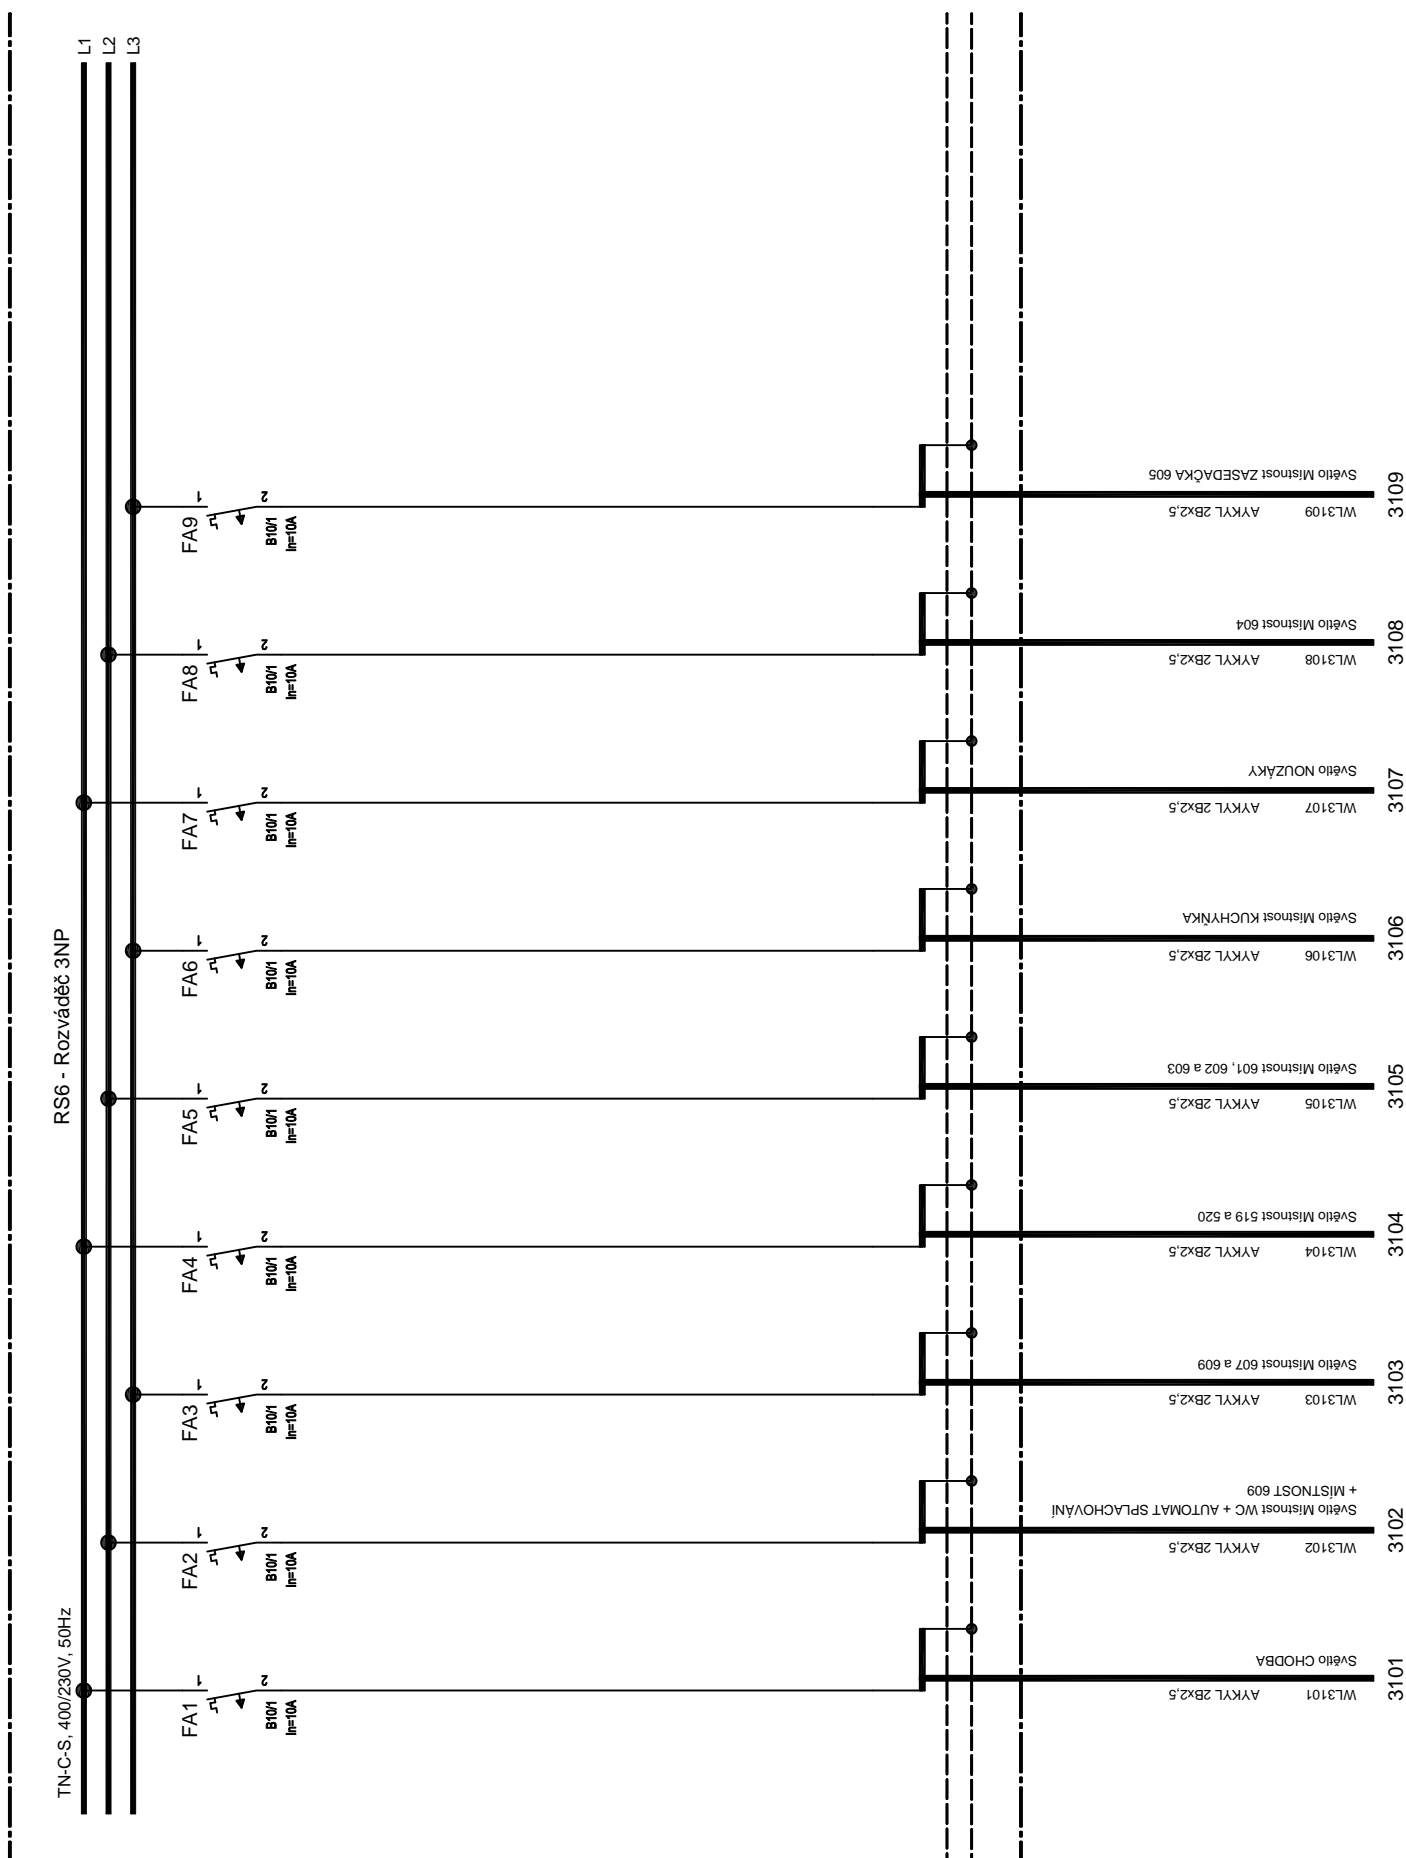 TN-C-S, 400/230V, 50Hz
RS6 - Rozváděč 3NP
L1
L2
L3
FA1
1
2
B10/1
In=10A
WL3101 AYKYL 2Bx2,5
Světlo CHODBA
3101
FA2
1
2
B10/1
In=10A
WL3102 AYKYL 2Bx2,5
Světlo Místnost WC + AUTOMAT SPLACHOVÁNÍ
+ MÍSTNOST 609
3102
FA3
1
2
B10/1
In=10A
WL3103 AYKYL 2Bx2,5
Světlo Místnost 607 a 609
3103
FA4
1
2
B10/1
In=10A
WL3104 AYKYL 2Bx2,5
Světlo Místnost 519 a 520
3104
FA5
1
2
B10/1
In=10A
WL3105 AYKYL 2Bx2,5
Světlo Místnost 601, 602 a 603
3105
FA6
1
2
B10/1
In=10A
WL3106 AYKYL 2Bx2,5
Světlo Místnost KUCHYŇKA
3106
FA7
1
2
B10/1
In=10A
WL3107 AYKYL 2Bx2,5
Světlo NOUZÁKY
3107
FA8
1
2
B10/1
In=10A
WL3108 AYKYL 2Bx2,5
Světlo Místnost 604
3108
FA9
1
2
B10/1
In=10A
WL3109 AYKYL 2Bx2,5
Světlo Místnost ZASEDAČKA 605
3109